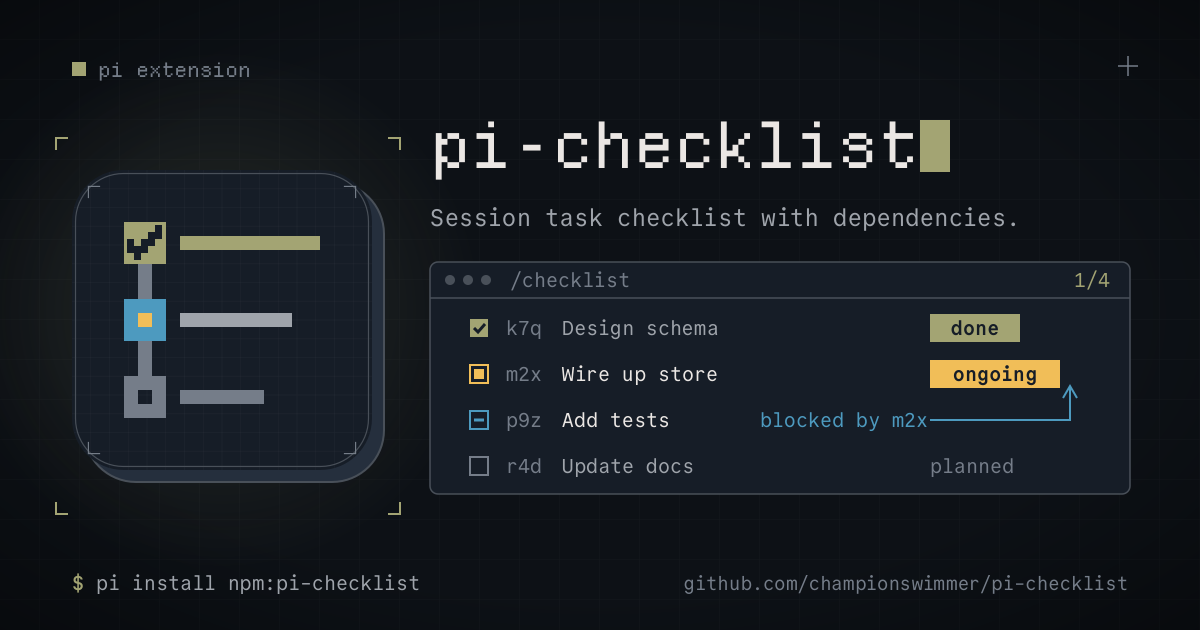 pi extension
pi-checklist
Session task checklist with dependencies.
/checklist 1/4
k7q Design schema done
m2x Wire up store ongoing
p9z Add tests blocked by m2x
r4d Update docs planned
$ pi install npm:pi-checklist
github.com/championswimmer/pi-checklist